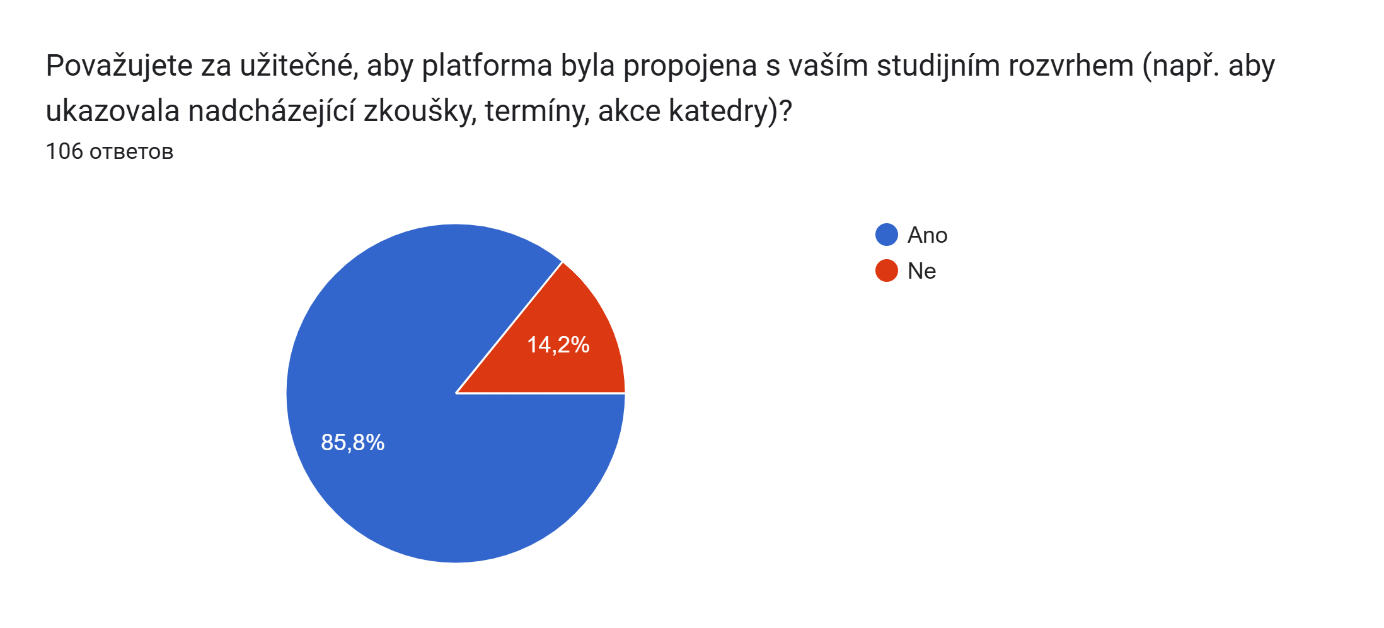 Považujete za užitečné, aby platforma byla propojena s vaším studijním rozvrhem (např. aby
ukazovala nadcházející zkoušky, termíny, akce katedry)?
106 ответов
Ano
Ne
14,2%
85,8%